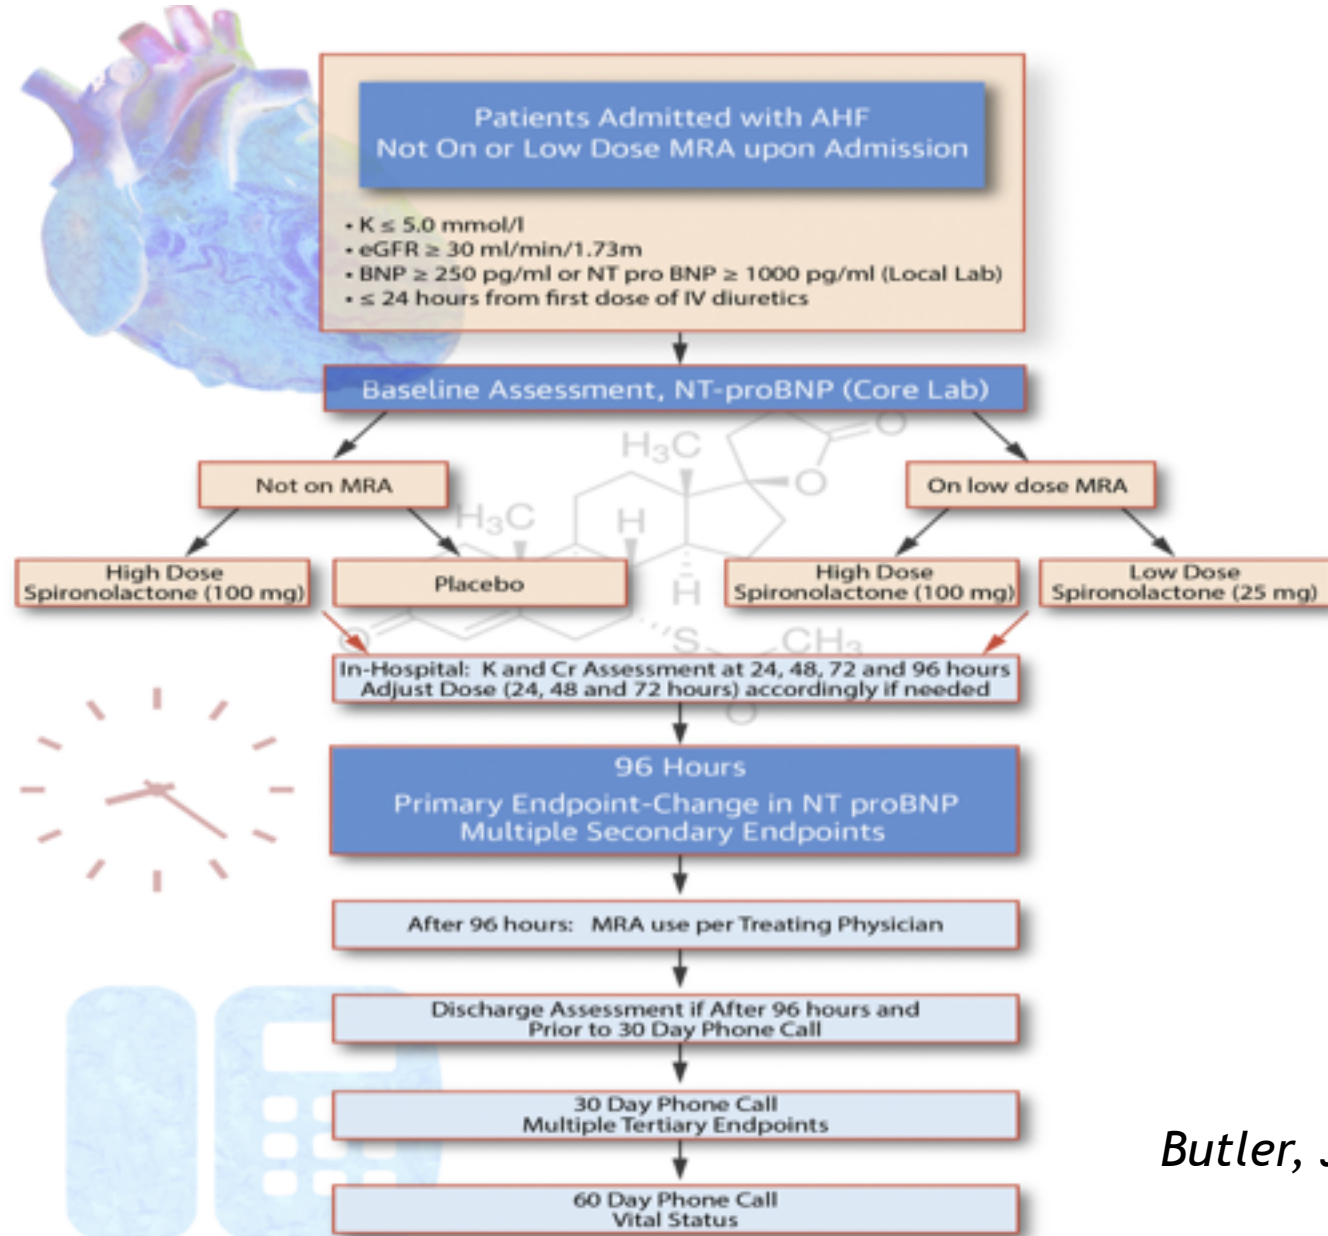 Patients Admitted with AHF
Not On or Low Dose MRA upon Admission
• K ≤ 5.0 mmol/l
• eGFR ≥ 30 ml/min/1.73m
• BNP ≥ 250 pg/ml or NT pro BNP ≥ 1000 pg/ml (Local Lab)
• ≤ 24 hours from first dose of IV diuretics
Baseline Assessment, NT-proBNP (Core Lab)
Not on MRA
On low dose MRA
High Dose
Spironolactone (100 mg)
Placebo
High Dose
Spironolactone (100 mg)
Low Dose
Spironolactone (25 mg)
H₃C
O
O
H₃C
H
H
O
S
CH₃
O
In-Hospital: K and Cr Assessment at 24, 48, 72 and 96 hours
Adjust Dose (24, 48 and 72 hours) accordingly if needed
96 Hours
Primary Endpoint-Change in NT proBNP
Multiple Secondary Endpoints
After 96 hours: MRA use per Treating Physician
Discharge Assessment if After 96 hours and
Prior to 30 Day Phone Call
30 Day Phone Call
Multiple Tertiary Endpoints
60 Day Phone Call
Vital Status
Butler,